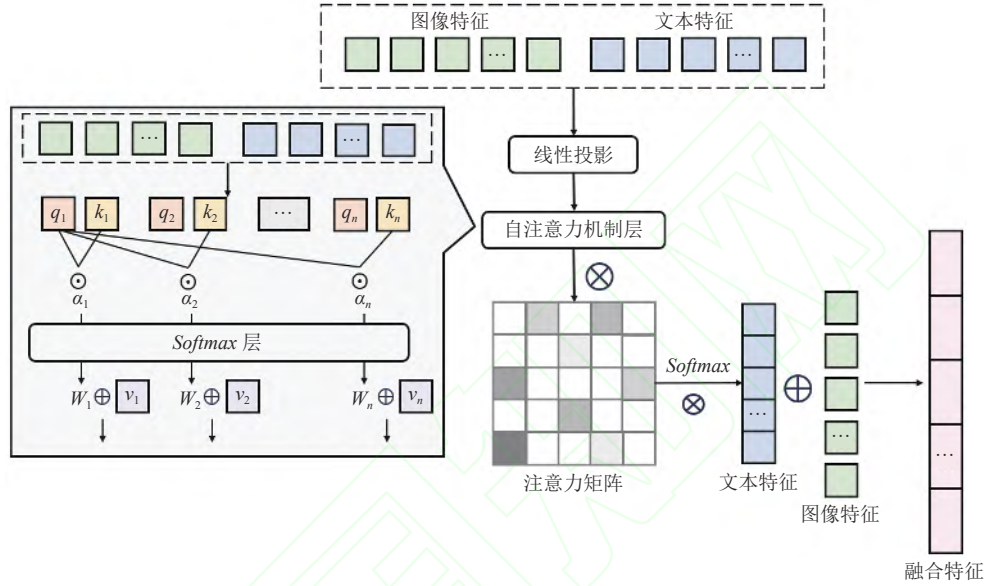 图像特征 文本特征
...
...
线性投影
...
...
q1 k1 q2 k2 ... qn kn
自注意力机制层
α1 α2 αn
Softmax 层
Softmax
W1 v1 W2 v2 Wn vn
...
...
...
注意力矩阵
文本特征
图像特征
融合特征